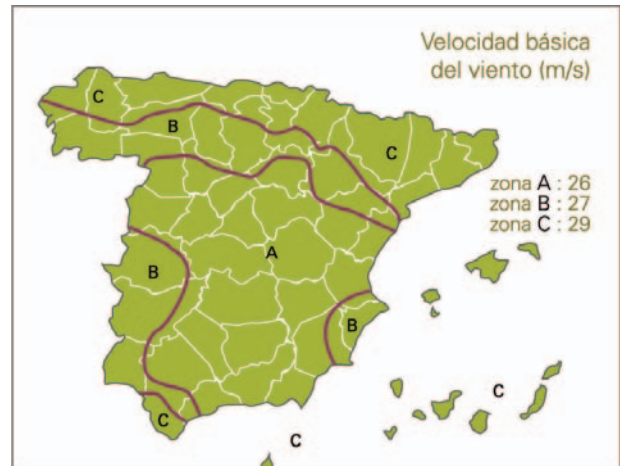 Velocidad básica
del viento (m/s)
C
B
C
zona A : 26
zona B : 27
zona C : 29
A
B
B
C
C
C